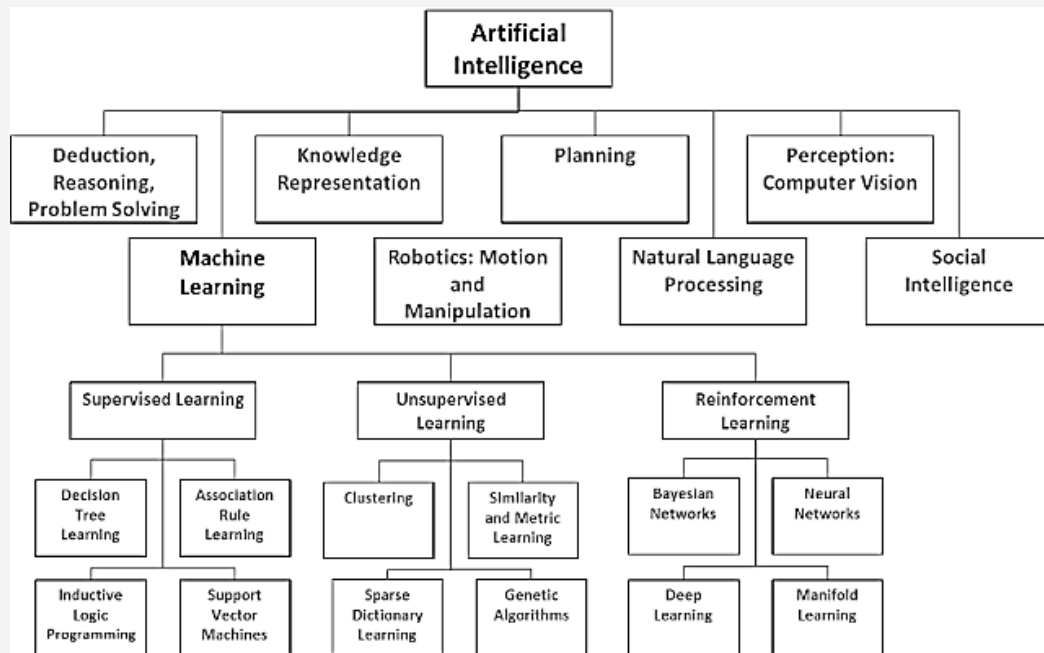 Artificial
Intelligence
Deduction,
Reasoning,
Problem Solving
Knowledge
Representation
Planning
Perception:
Computer Vision
Machine
Learning
Robotics: Motion
and
Manipulation
Natural Language
Processing
Social
Intelligence
Supervised Learning
Unsupervised
Learning
Reinforcement
Learning
Decision
Tree
Learning
Association
Rule
Learning
Clustering
Similarity
and Metric
Learning
Bayesian
Networks
Neural
Networks
Inductive
Logic
Programming
Support
Vector
Machines
Sparse
Dictionary
Learning
Genetic
Algorithms
Deep
Learning
Manifold
Learning